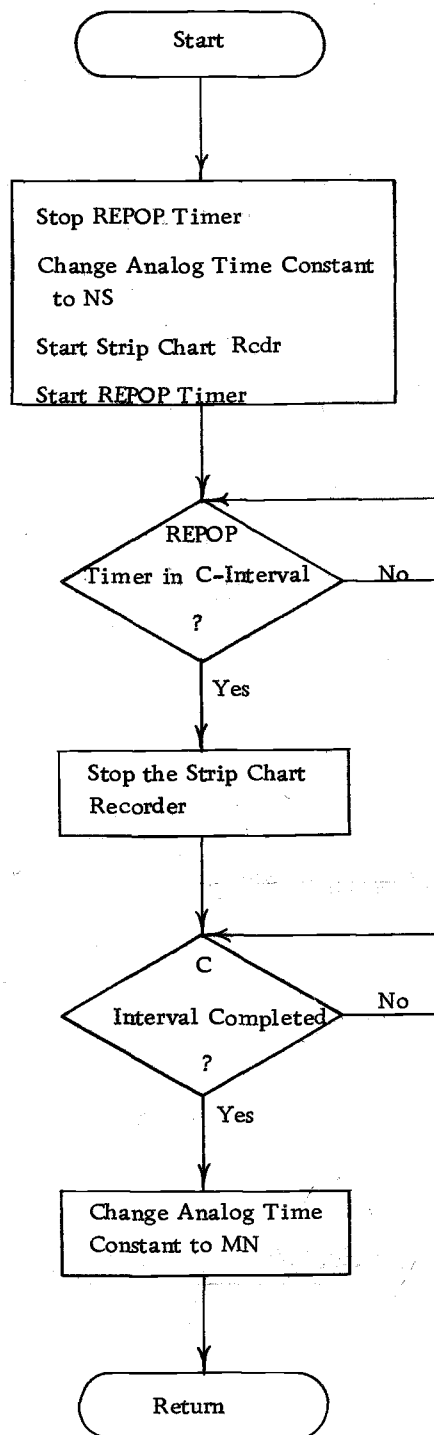 Start
Stop REPOP Timer
Change Analog Time Constant
to NS
Start Strip Chart Rcdr
Start REPOP Timer
REPOP
Timer in C-Interval
No
?
Yes
Stop the Strip Chart
Recorder
C
No
Interval Completed
?
Yes
Change Analog Time
Constant to MN
Return